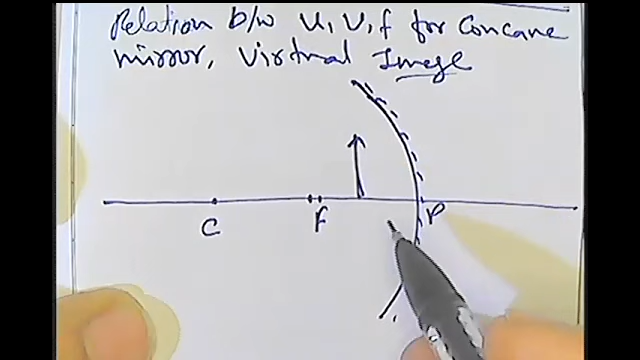 Relation b/w u, v, f for Concave
mirror, Virtual Image
C
F
P